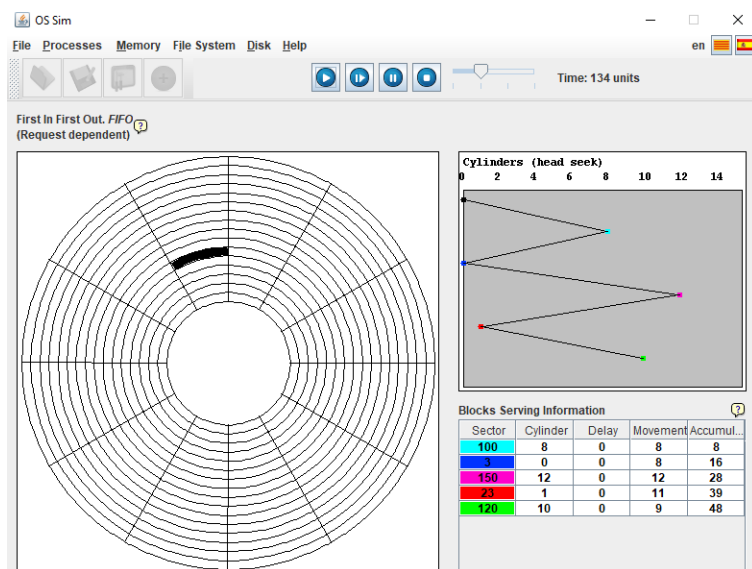 OS Sim
File Processes Memory File System Disk Help en
Time: 134 units
First In First Out. FIFO ?
(Request dependent)
Cylinders (head seek)
0 2 4 6 8 10 12 14
Blocks Serving Information ?
Sector Cylinder Delay Movement Accumul...
100 8 0 8 8
3 0 0 8 16
150 12 0 12 28
23 1 0 11 39
120 10 0 9 48